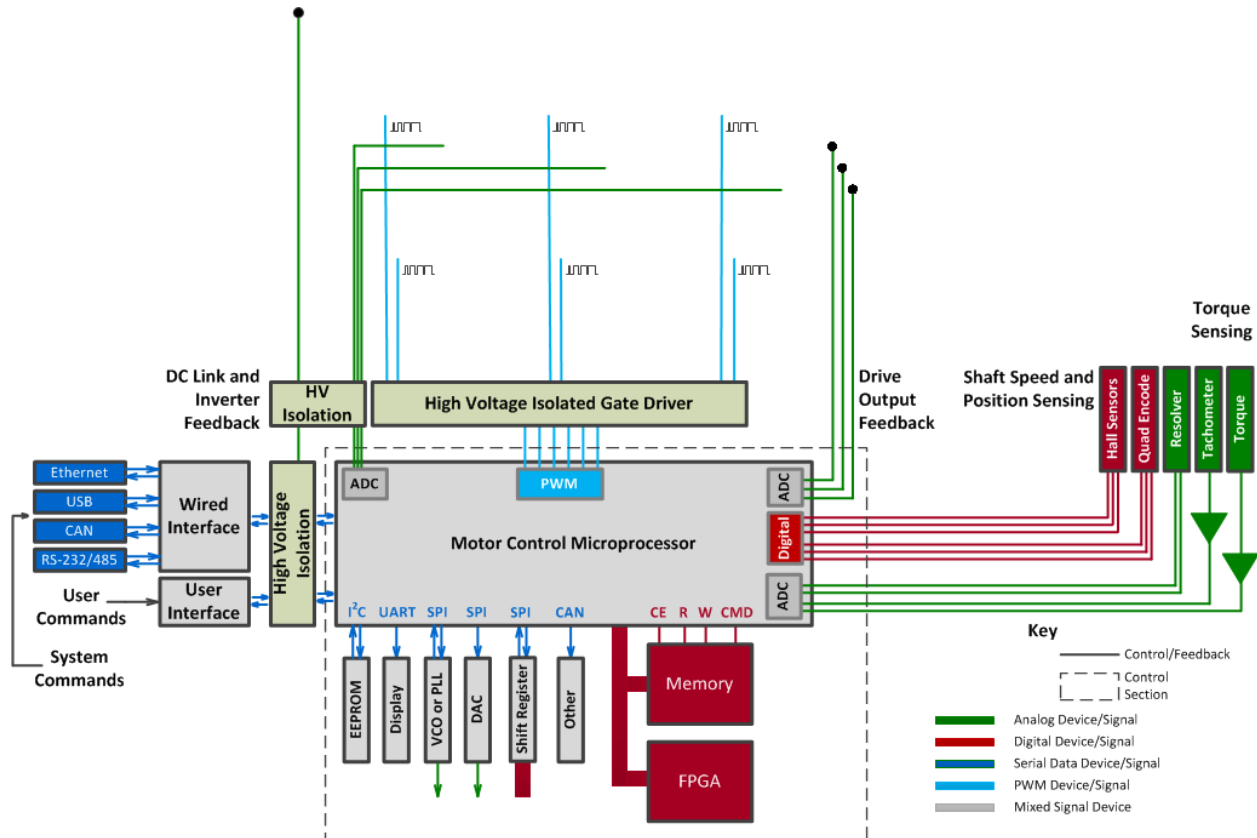 Torque
Sensing
DC Link and
Inverter
Feedback
HV
Isolation
High Voltage Isolated Gate Driver
Drive
Output
Feedback
Shaft Speed and
Position Sensing
Hall Sensors
Quad Encode
Resolver
Tachometer
Torque
Ethernet
USB
CAN
RS-232/485
Wired
Interface
High Voltage
Isolation
ADC
PWM
ADC
Digital
ADC
Motor Control Microprocessor
User
Commands
User
Interface
System
Commands
I²C
UART
SPI
SPI
SPI
CAN
CE
R
W
CMD
EEPROM
Display
VCO or PLL
DAC
Shift Register
Other
Memory
FPGA
Key
Control/Feedback
Control
Section
Analog Device/Signal
Digital Device/Signal
Serial Data Device/Signal
PWM Device/Signal
Mixed Signal Device